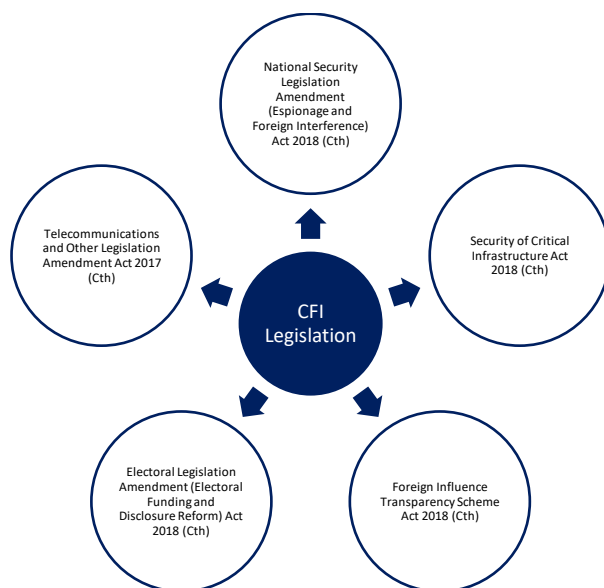 National Security
Legislation
Amendment
(Espionage and
Foreign Interference)
Act 2018 (Cth)
Telecommunications
and Other Legislation
Amendment Act 2017
(Cth)
Security of Critical
Infrastructure Act
2018 (Cth)
CFI
Legislation
Electoral Legislation
Amendment (Electoral
Funding and
Disclosure Reform) Act
2018 (Cth)
Foreign Influence
Transparency Scheme
Act 2018 (Cth)